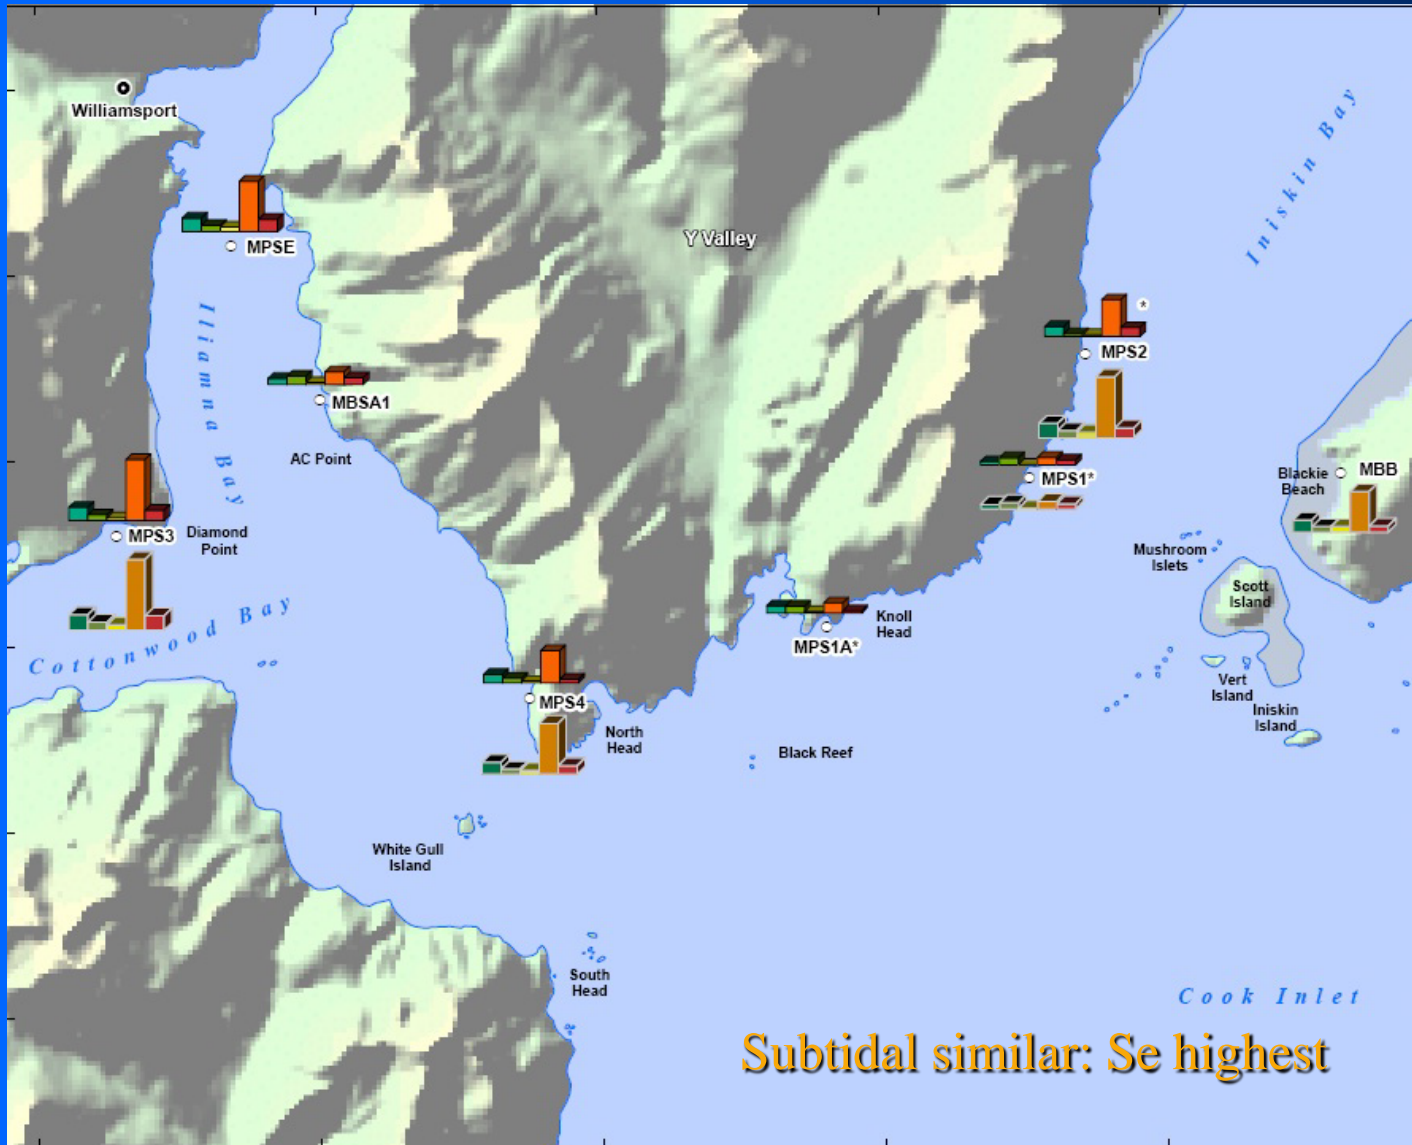 Williamsport
Iniskin Bay
Y Valley
MPSE
*
Iliamna Bay
MPS2
MBSA1
AC Point
MBB
Blackie
Beach
MPS1*
MPS3
Diamond
Point
Mushroom
Islets
Scott
Island
Cottonwood Bay
Knoll
Head
MPS1A*
Vert
Island
MPS4
Iniskin
Island
North
Head
Black Reef
White Gull
Island
South
Head
Cook Inlet
Subtidal similar: Se highest